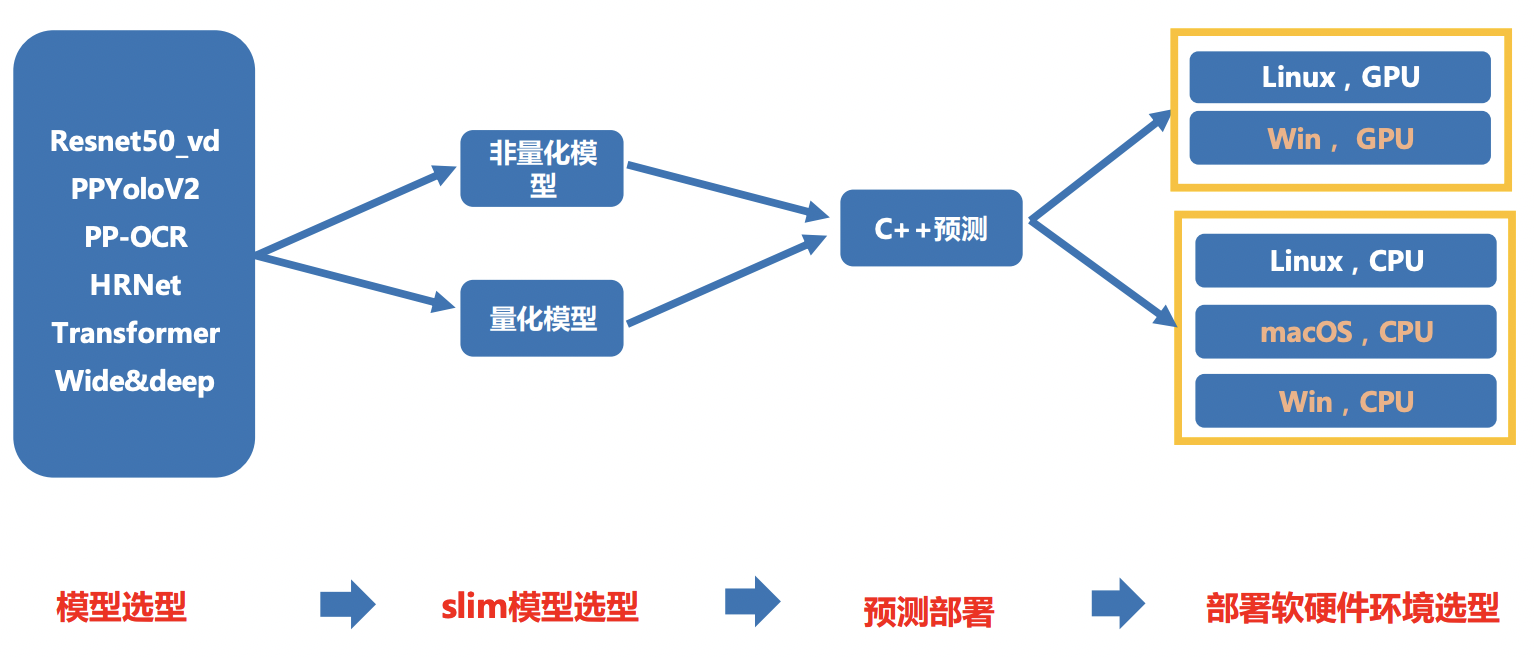 Resnet50_vd
PPYoloV2
PP-OCR
HRNet
Transformer
Wide&deep
非量化模
型
量化模型
C++预测
Linux，GPU
Win， GPU
Linux，CPU
macOS，CPU
Win，CPU
模型选型
slim模型选型
预测部署
部署软硬件环境选型